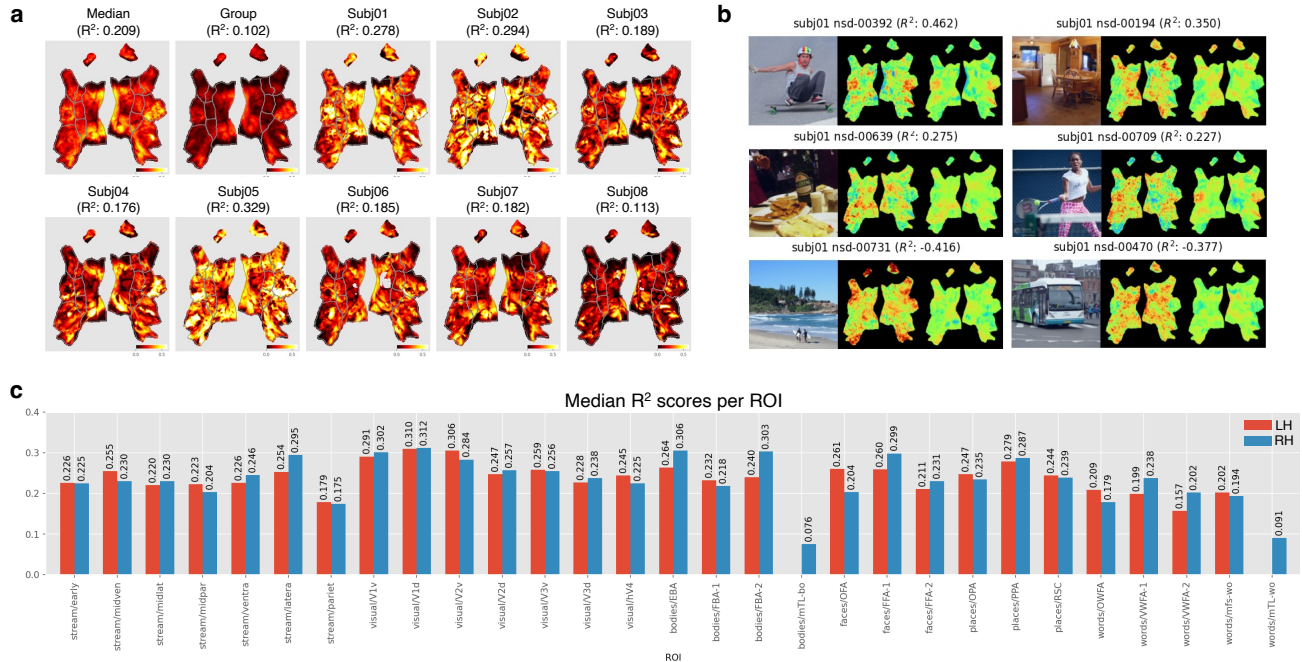 a
Median
(R²: 0.209)
Group
(R²: 0.102)
Subj01
(R²: 0.278)
Subj02
(R²: 0.294)
Subj03
(R²: 0.189)
Subj04
(R²: 0.176)
Subj05
(R²: 0.329)
Subj06
(R²: 0.185)
Subj07
(R²: 0.182)
Subj08
(R²: 0.113)
b
subj01 nsd-00392 (R²: 0.462)
subj01 nsd-00194 (R²: 0.350)
subj01 nsd-00639 (R²: 0.275)
subj01 nsd-00709 (R²: 0.227)
subj01 nsd-00731 (R²: -0.416)
subj01 nsd-00470 (R²: -0.377)
c
Median R² scores per ROI
LH
RH
0.4
0.3
0.2
0.1
0.0
0.226 0.225
0.255 0.230
0.220 0.230
0.223 0.204
0.226 0.246
0.254 0.295
0.179 0.175
0.291 0.302
0.310 0.312
0.306 0.284
0.247 0.257
0.259 0.256
0.228 0.238
0.245 0.225
0.264 0.306
0.232 0.218
0.240 0.303
0.076
0.261 0.204
0.260 0.299
0.211 0.231
0.247 0.235
0.279 0.287
0.244 0.239
0.209 0.179
0.199 0.238
0.157 0.202
0.202 0.194
0.091
stream/early
stream/midven
stream/midlat
stream/midpar
stream/ventra
stream/latera
stream/pariet
visual/V1v
visual/V1d
visual/V2v
visual/V2d
visual/V3v
visual/V3d
visual/hV4
bodies/EBA
bodies/FBA-1
bodies/FBA-2
bodies/mTL-bo
faces/OFA
faces/FFA-1
faces/FFA-2
places/OPA
places/PPA
places/RSC
words/OWFA
words/VWFA-1
words/VWFA-2
words/mfs-wo
words/mTL-wo
ROI